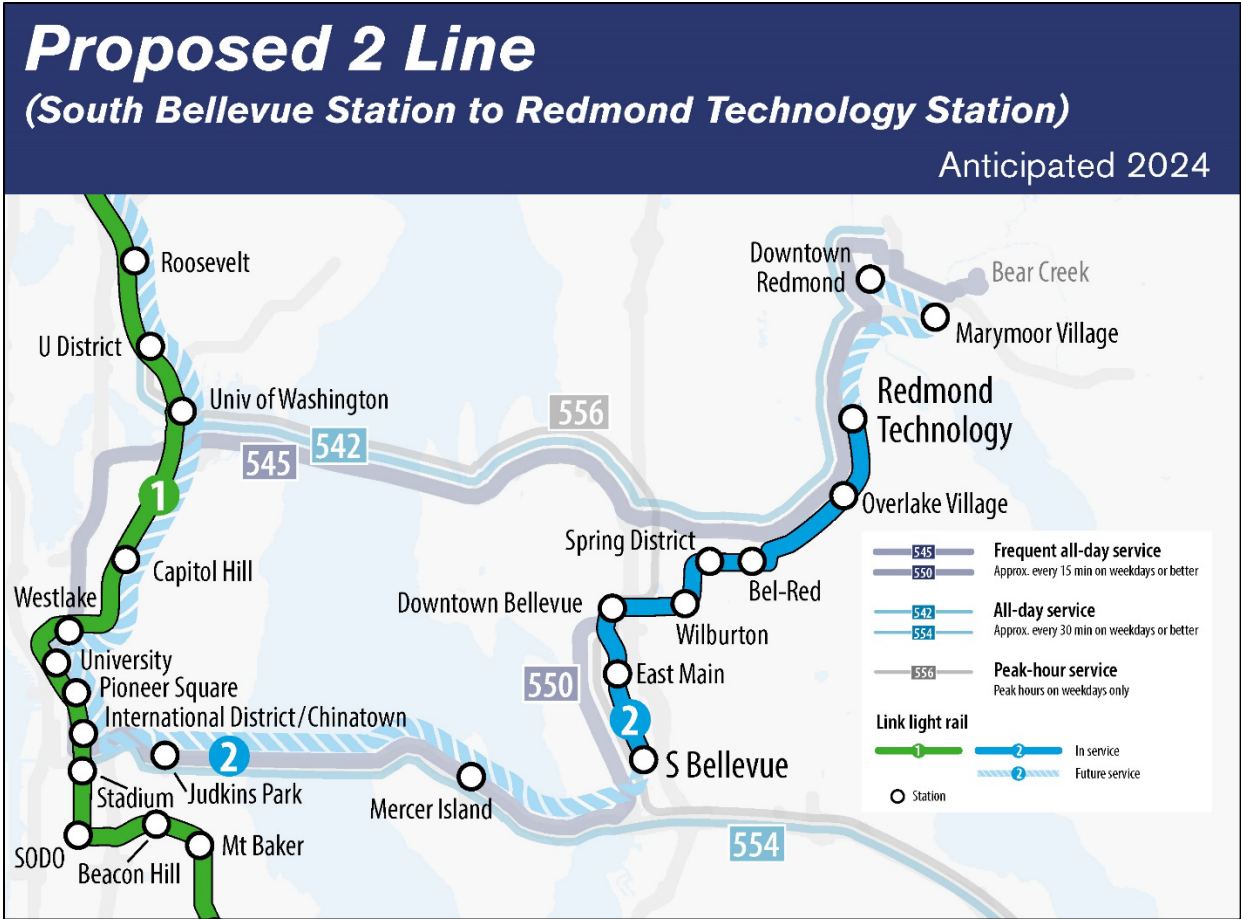 Proposed 2 Line
(South Bellevue Station to Redmond Technology Station)
Anticipated 2024
Roosevelt
U District
Univ of Washington
545
542
556
1
Capitol Hill
Westlake
University
Pioneer Square
International District/Chinatown
2
Stadium
Judkins Park
SODO
Beacon Hill
Mt Baker
Mercer Island
Downtown
Redmond
Bear Creek
Marymoor Village
Redmond
Technology
Overlake Village
Spring District
Bel-Red
Downtown Bellevue
Wilburton
East Main
550
2
S Bellevue
554
545
Frequent all-day service
550
Approx. every 15 min on weekdays or better
542
All-day service
554
Approx. every 30 min on weekdays or better
556
Peak-hour service
Peak hours on weekdays only
Link light rail
1
2
In service
2
Future service
Station